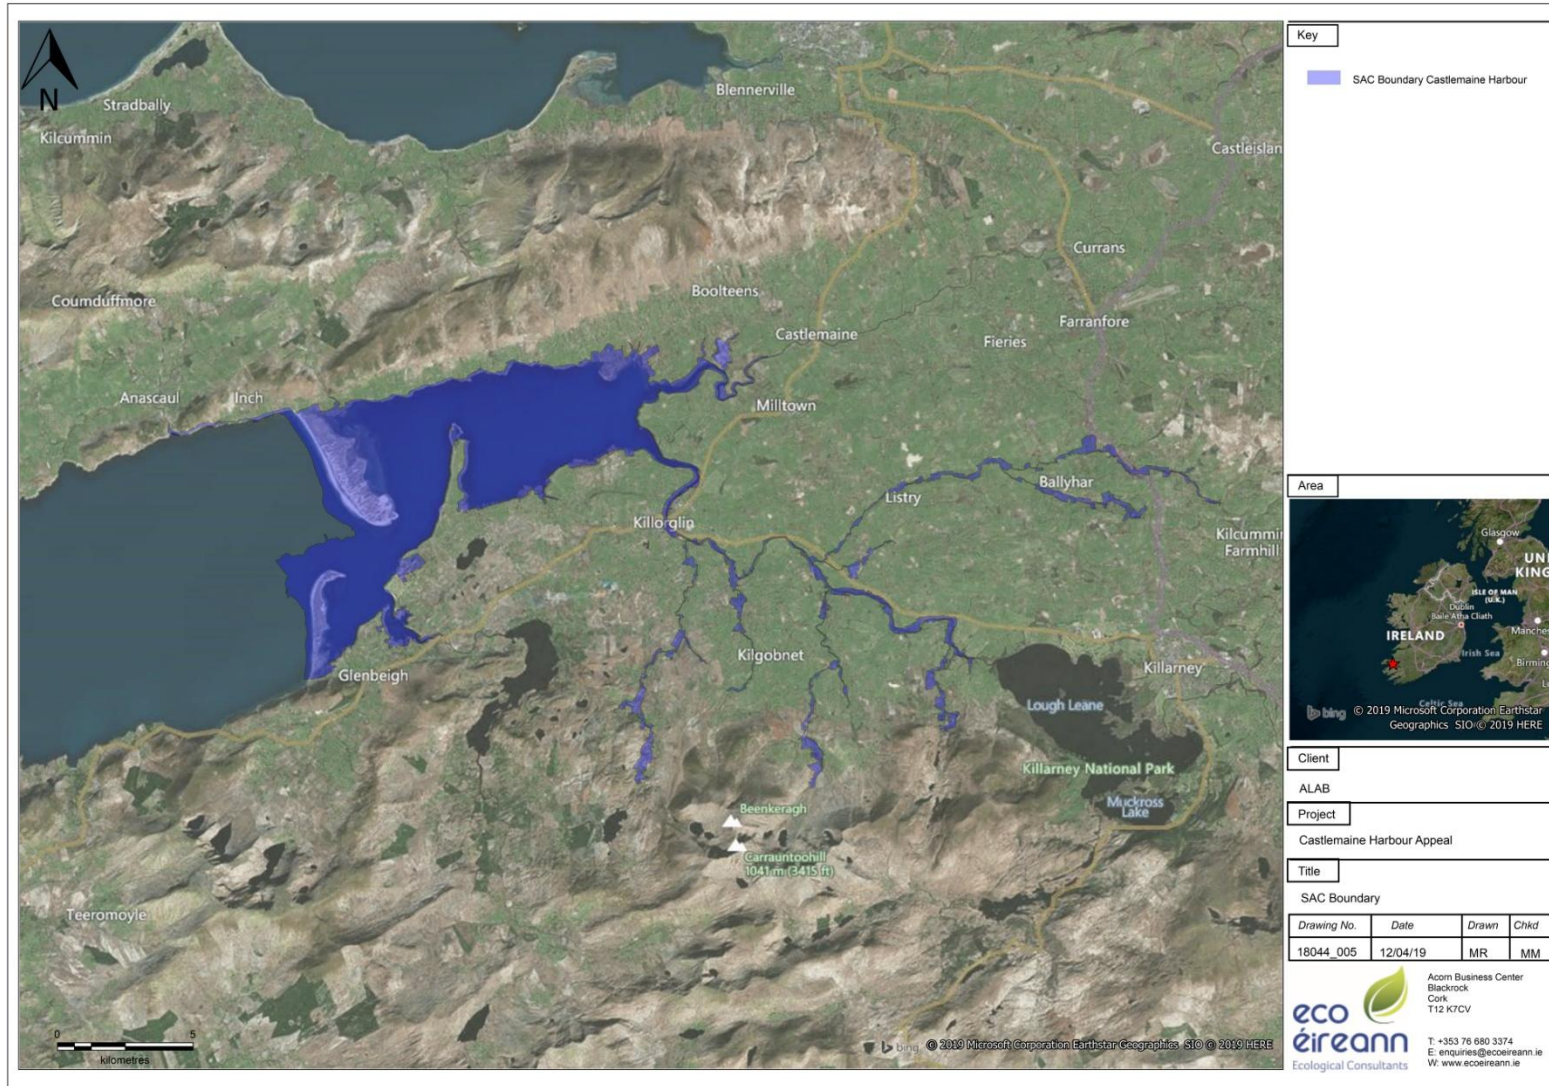 N
Stradbally
Kilcummin
Blennerville
Castleislan
Currans
Coumduffmore
Boolteens
Farranfore
Castlemaine
Fieries
Anascaul
Inch
Milltown
Listry
Ballyhar
Killorglin
Kilcummin
Farmhill
Kilgobnet
Killarney
Glenbeigh
Lough Leane
Killarney National Park
Muckross
Lake
Beenkeragh
Carrauntoohill
1041 m (3415 ft)
Teeromoyle
0 5
kilometres
bing © 2019 Microsoft Corporation Earthstar Geographics SIO © 2019 HERE
Key
SAC Boundary Castlemaine Harbour
Area
Glasgow
UNI
KING
ISLE OF MAN
(U.K.)
Dublin
Baile Átha Cliath
Manches
IRELAND
Irish Sea
Birming
Celtic Sea
bing © 2019 Microsoft Corporation Earthstar
Geographics SIO © 2019 HERE
Client
ALAB
Project
Castlemaine Harbour Appeal
Title
SAC Boundary
Drawing No. Date Drawn Chkd
18044_005 12/04/19 MR MM
eco
éireann
Ecological Consultants
Acorn Business Center
Blackrock
Cork
T12 K7CV
T: +353 76 680 3374
E: enquiries@ecoeireann.ie
W: www.ecoeireann.ie